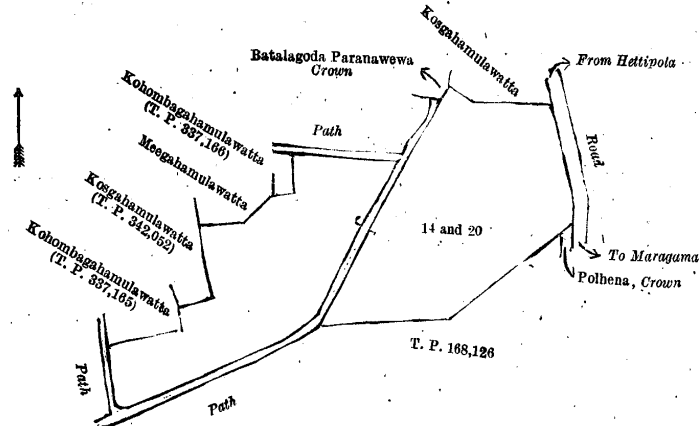 Kosgahamulawatta
Batalagoda Paranawewa
Crown
From Hettipola
Kohombagahamulawatta
(T. P. 337,166)
Path
Road
Meegahamulawatta
Kosgahamulawatta
(T. P. 342,052)
14 and 20
Kohombagahamulawatta
(T. P. 337,165)
To Maraguma
Polhena, Crown
T. P. 168,126
Path
Path